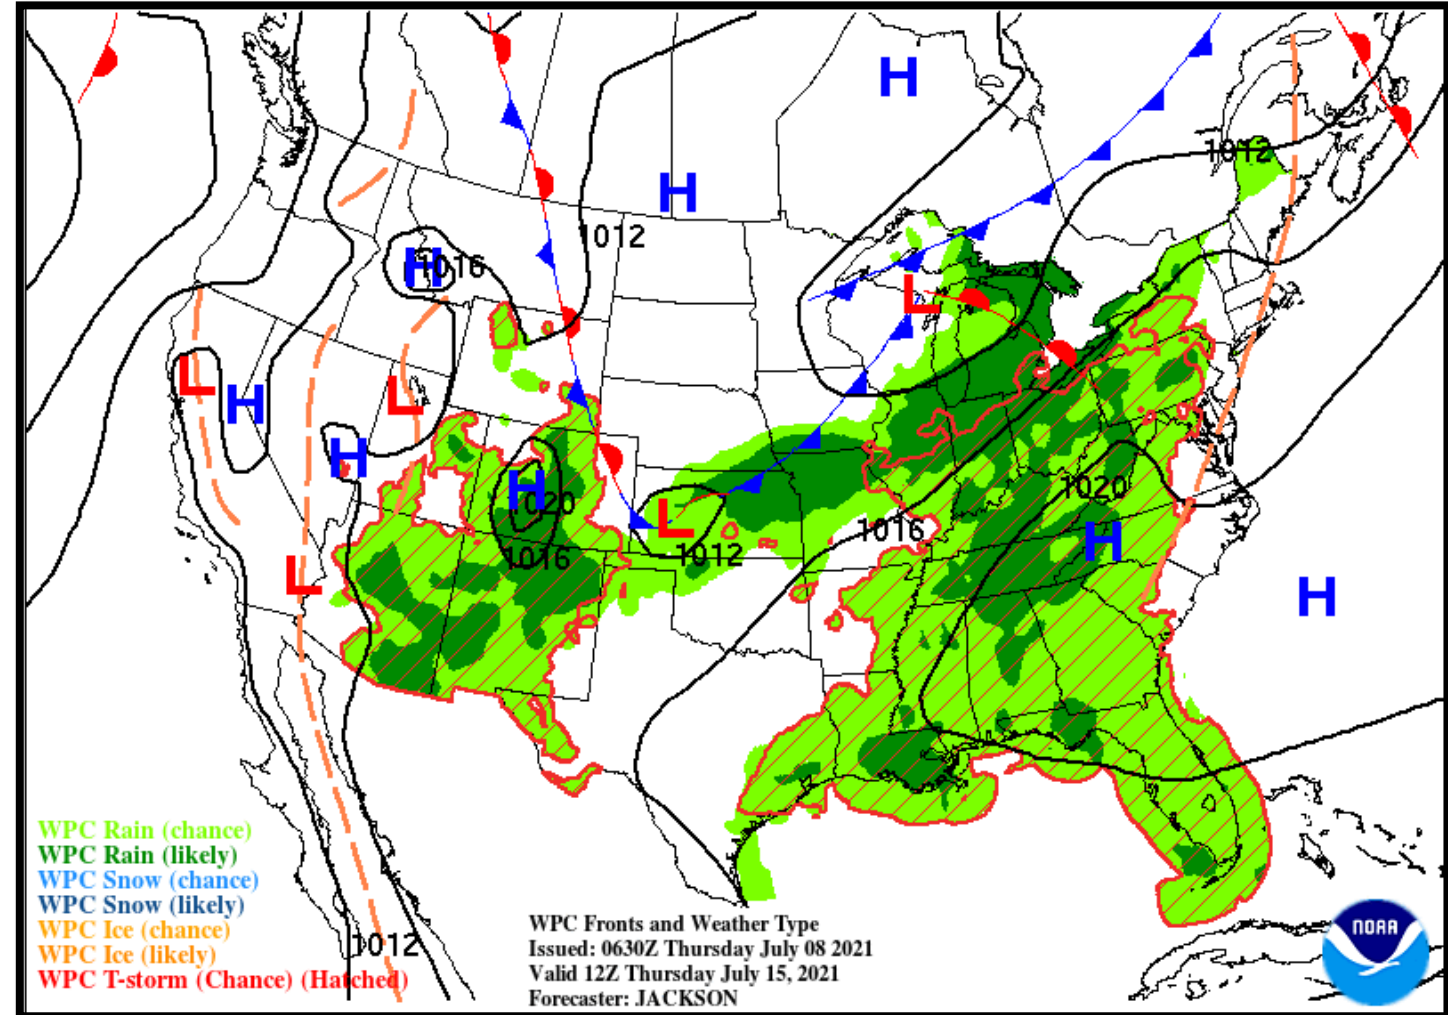 H
1012
H
1012
H
1016
L
L
H
L
H
H
1020
1020
L
1016
1012
H
1016
L
H
WPC Rain (chance)
WPC Rain (likely)
WPC Snow (chance)
WPC Snow (likely)
WPC Ice (chance)
WPC Ice (likely)
WPC T-storm (Chance) (Hatched)
1012
WPC Fronts and Weather Type
Issued: 0630Z Thursday July 08 2021
Valid 12Z Thursday July 15, 2021
Forecaster: JACKSON
NOAA